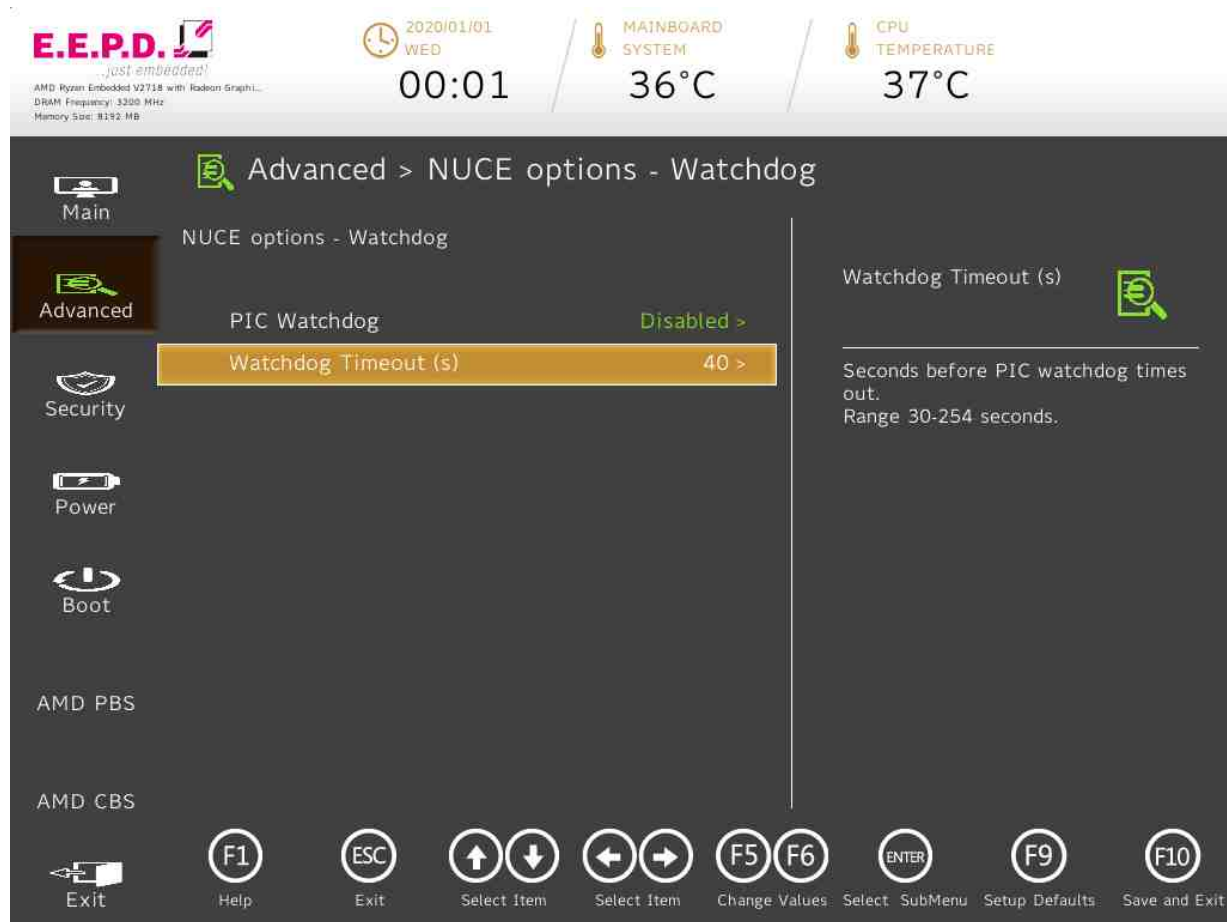 E.E.P.D.
...just embedded!
AMD Ryzen Embedded V2718 with Radeon Graphi...
DRAM Frequency: 3200 MHz
Memory Size: 8192 MB
2020/01/01
WED
00:01
MAINBOARD
SYSTEM
36°C
CPU
TEMPERATURE
37°C
Main
Advanced
Security
Power
Boot
AMD PBS
AMD CBS
Exit
Advanced > NUCE options - Watchdog
NUCE options - Watchdog
PIC Watchdog Disabled >
Watchdog Timeout (s) 40 >
Watchdog Timeout (s)
Seconds before PIC watchdog times
out.
Range 30-254 seconds.
F1 ESC F5 F6 ENTER F9 F10
Help Exit Select Item Select Item Change Values Select SubMenu Setup Defaults Save and Exit